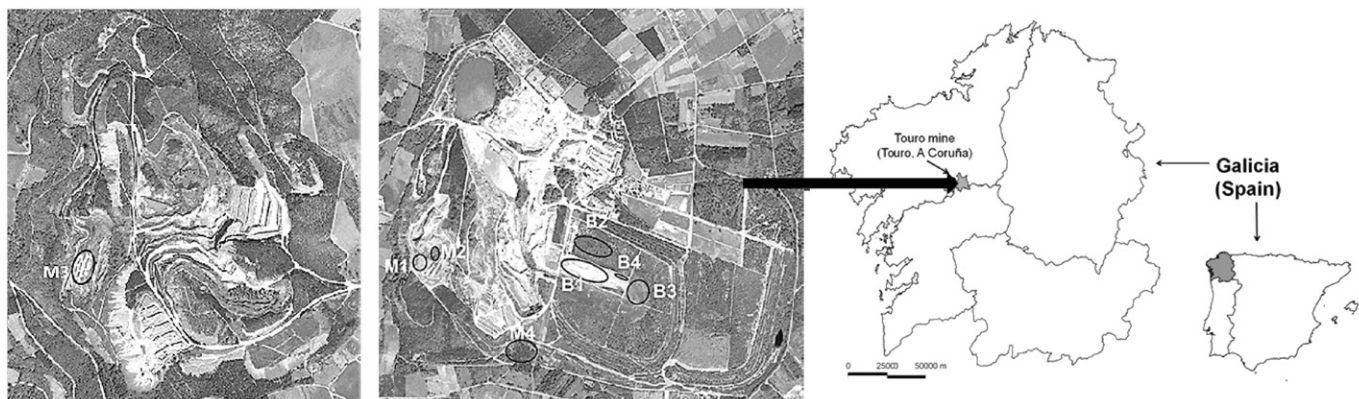 M3
M1
M2
M4
B2
B4
B1
B3
Touro mine
(Touro, A Coruña)
Galicia
(Spain)
0 25000 50000 m